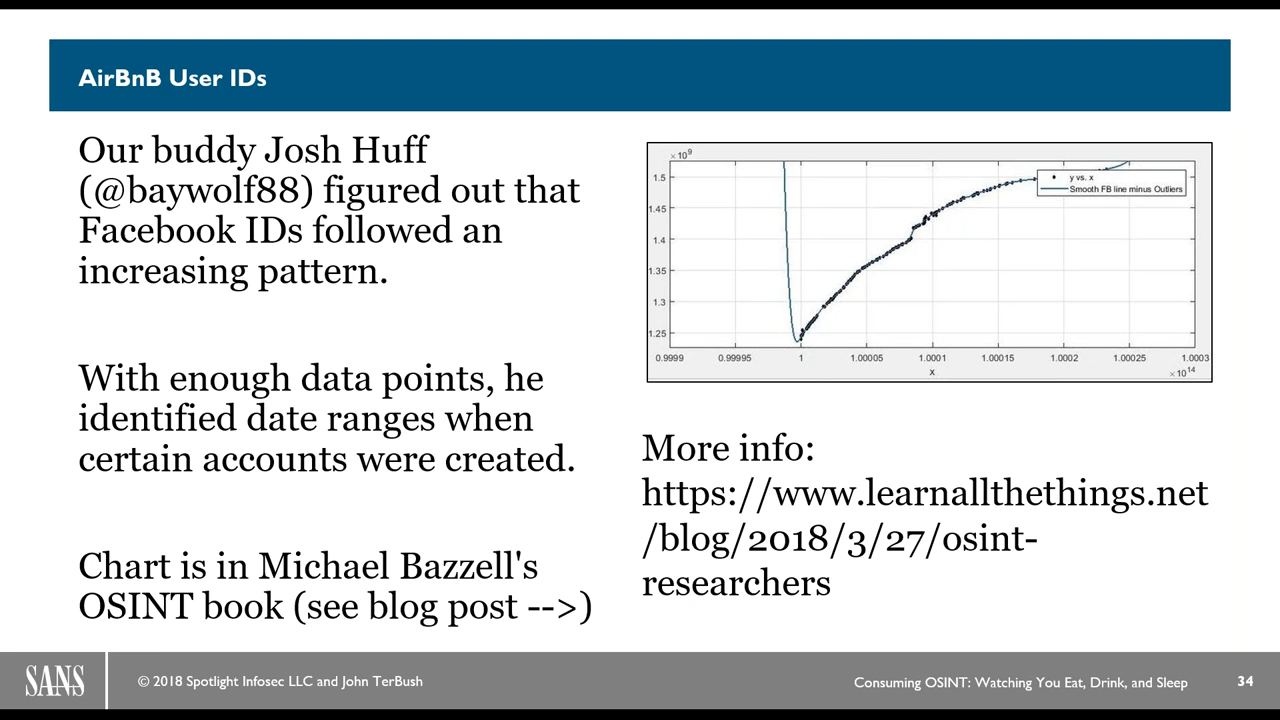 AirBnB User IDs
Our buddy Josh Huff
(@baywolf88) figured out that
Facebook IDs followed an
increasing pattern.
With enough data points, he
identified date ranges when
certain accounts were created.
Chart is in Michael Bazzell's
OSINT book (see blog post -->)
× 10⁹
y vs. x
Smooth FB line minus Outliers
1.5
1.45
1.4
1.35
1.3
1.25
0.9999 0.99995 1 1.00005 1.0001 1.00015 1.0002 1.00025 1.0003
x
× 10¹⁴
More info:
https://www.learnallthethings.net
/blog/2018/3/27/osint-
researchers
SANS
© 2018 Spotlight Infosec LLC and John TerBush
Consuming OSINT: Watching You Eat, Drink, and Sleep
34